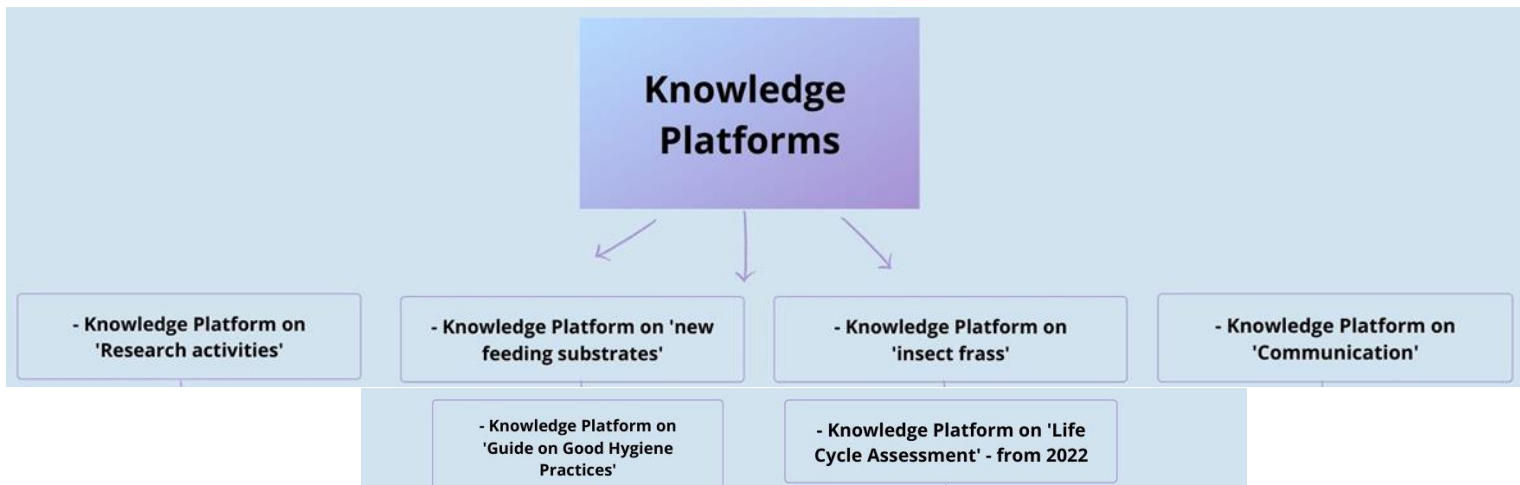 Knowledge
Platforms
- Knowledge Platform on
'Research activities'
- Knowledge Platform on 'new
feeding substrates'
- Knowledge Platform on
'insect frass'
- Knowledge Platform on
'Communication'
- Knowledge Platform on
'Guide on Good Hygiene
Practices'
- Knowledge Platform on 'Life
Cycle Assessment' - from 2022